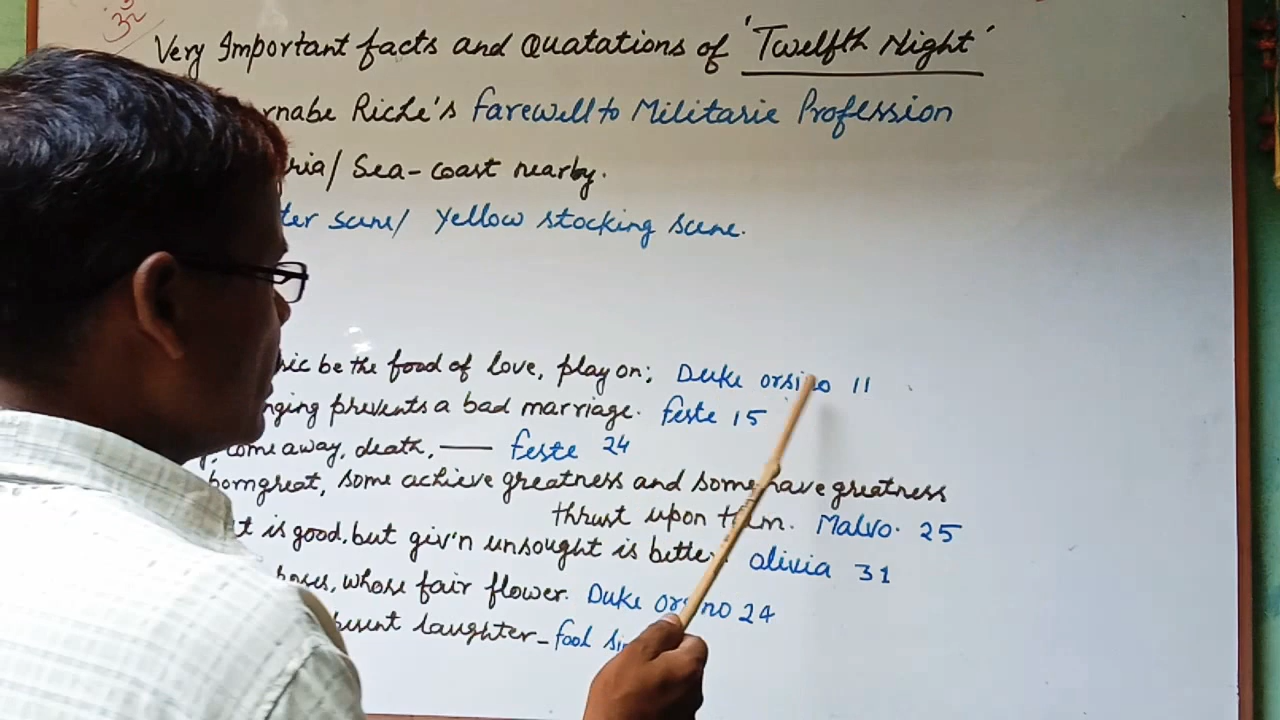 32
Very Important facts and Quatations of 'Twelfth Night'
rnabe Riche's Farewell to Militarie Profession
ria/ Sea-coast nearby.
ter scene/ Yellow stocking scene.
ic be the food of love, play on; Duke Orsino 11
nging prevents a bad marriage. Feste 15
, come away, death, — Feste 24
born great, some achieve greatness and some have greatness
thrust upon them. Malvo. 25
t is good, but giv'n unsought is better Olivia 31
roses, whose fair flower. Duke Orsino 24
laughter - fool